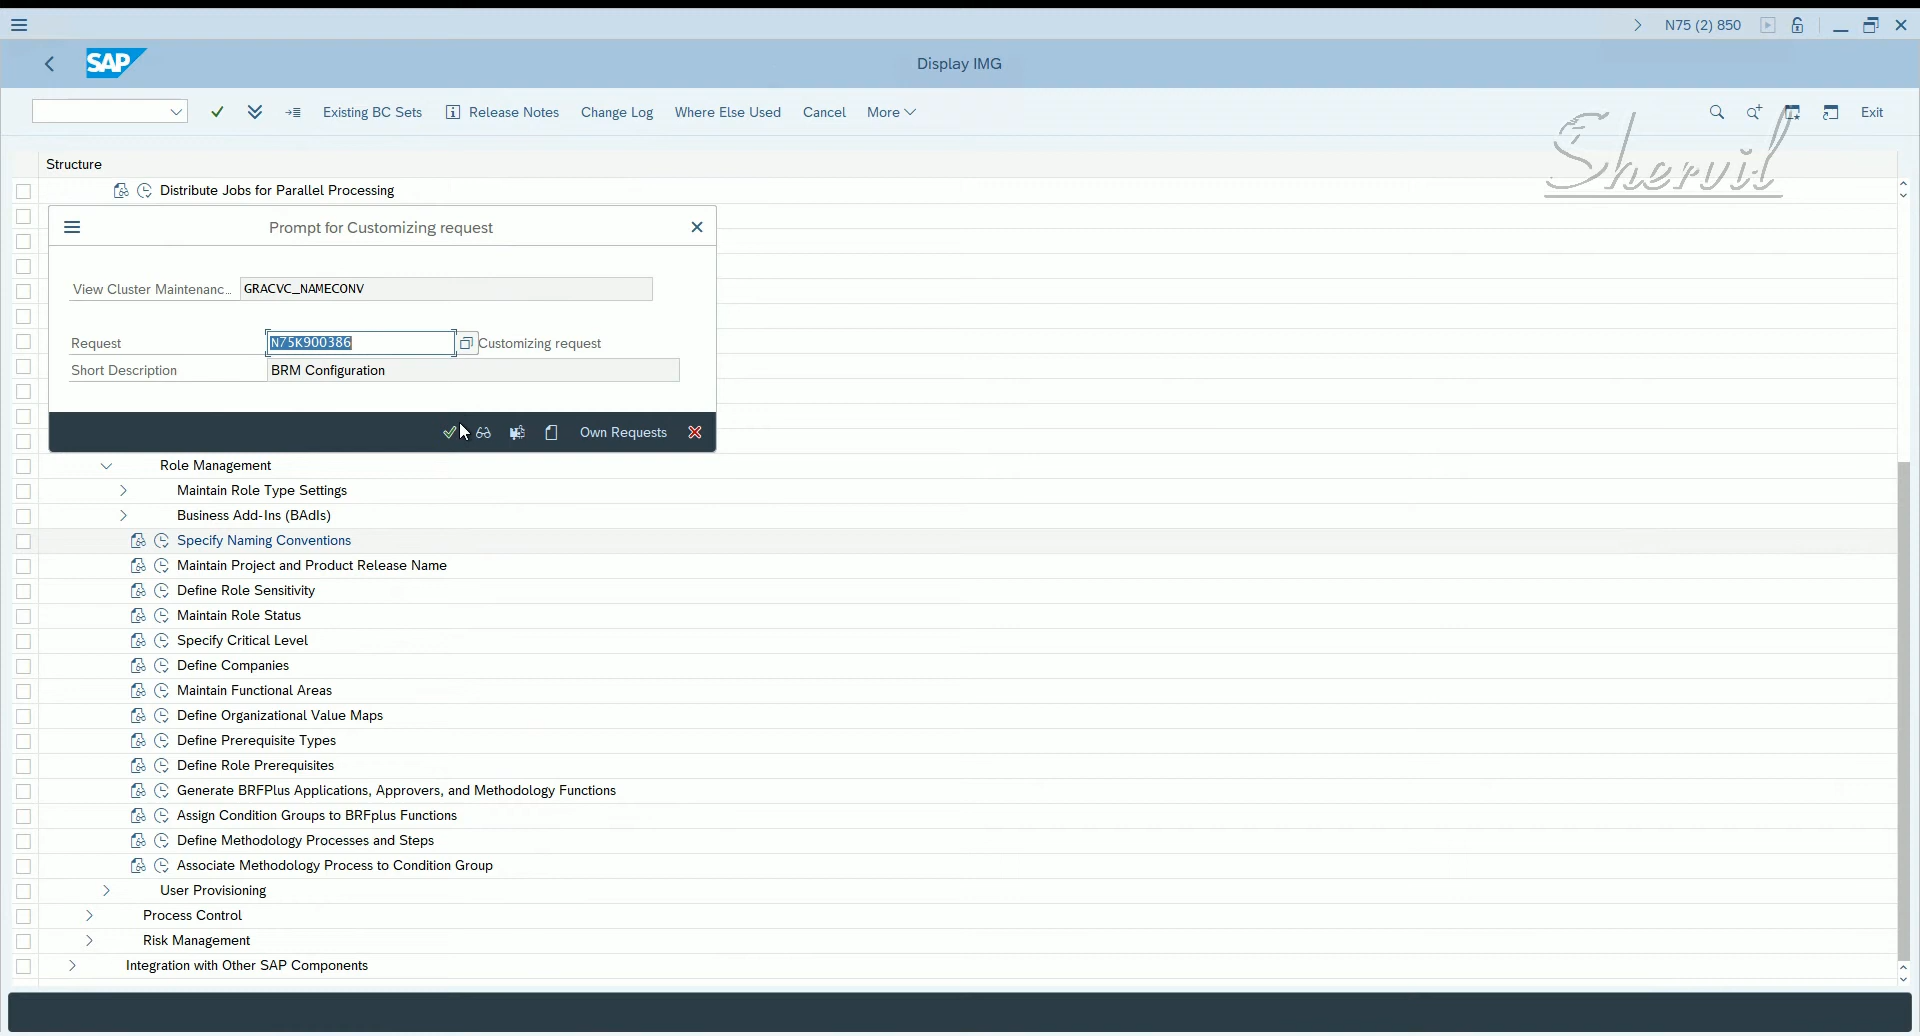 N75 (2) 850
SAP
Display IMG
Existing BC Sets
Release Notes
Change Log
Where Else Used
Cancel
More
Exit
Shervil
Structure
Distribute Jobs for Parallel Processing
Prompt for Customizing request
View Cluster Maintenanc... GRACVC_NAMECONV
Request N75K900386 Customizing request
Short Description BRM Configuration
Own Requests
Role Management
Maintain Role Type Settings
Business Add-Ins (BAdIs)
Specify Naming Conventions
Maintain Project and Product Release Name
Define Role Sensitivity
Maintain Role Status
Specify Critical Level
Define Companies
Maintain Functional Areas
Define Organizational Value Maps
Define Prerequisite Types
Define Role Prerequisites
Generate BRFPlus Applications, Approvers, and Methodology Functions
Assign Condition Groups to BRFplus Functions
Define Methodology Processes and Steps
Associate Methodology Process to Condition Group
User Provisioning
Process Control
Risk Management
Integration with Other SAP Components